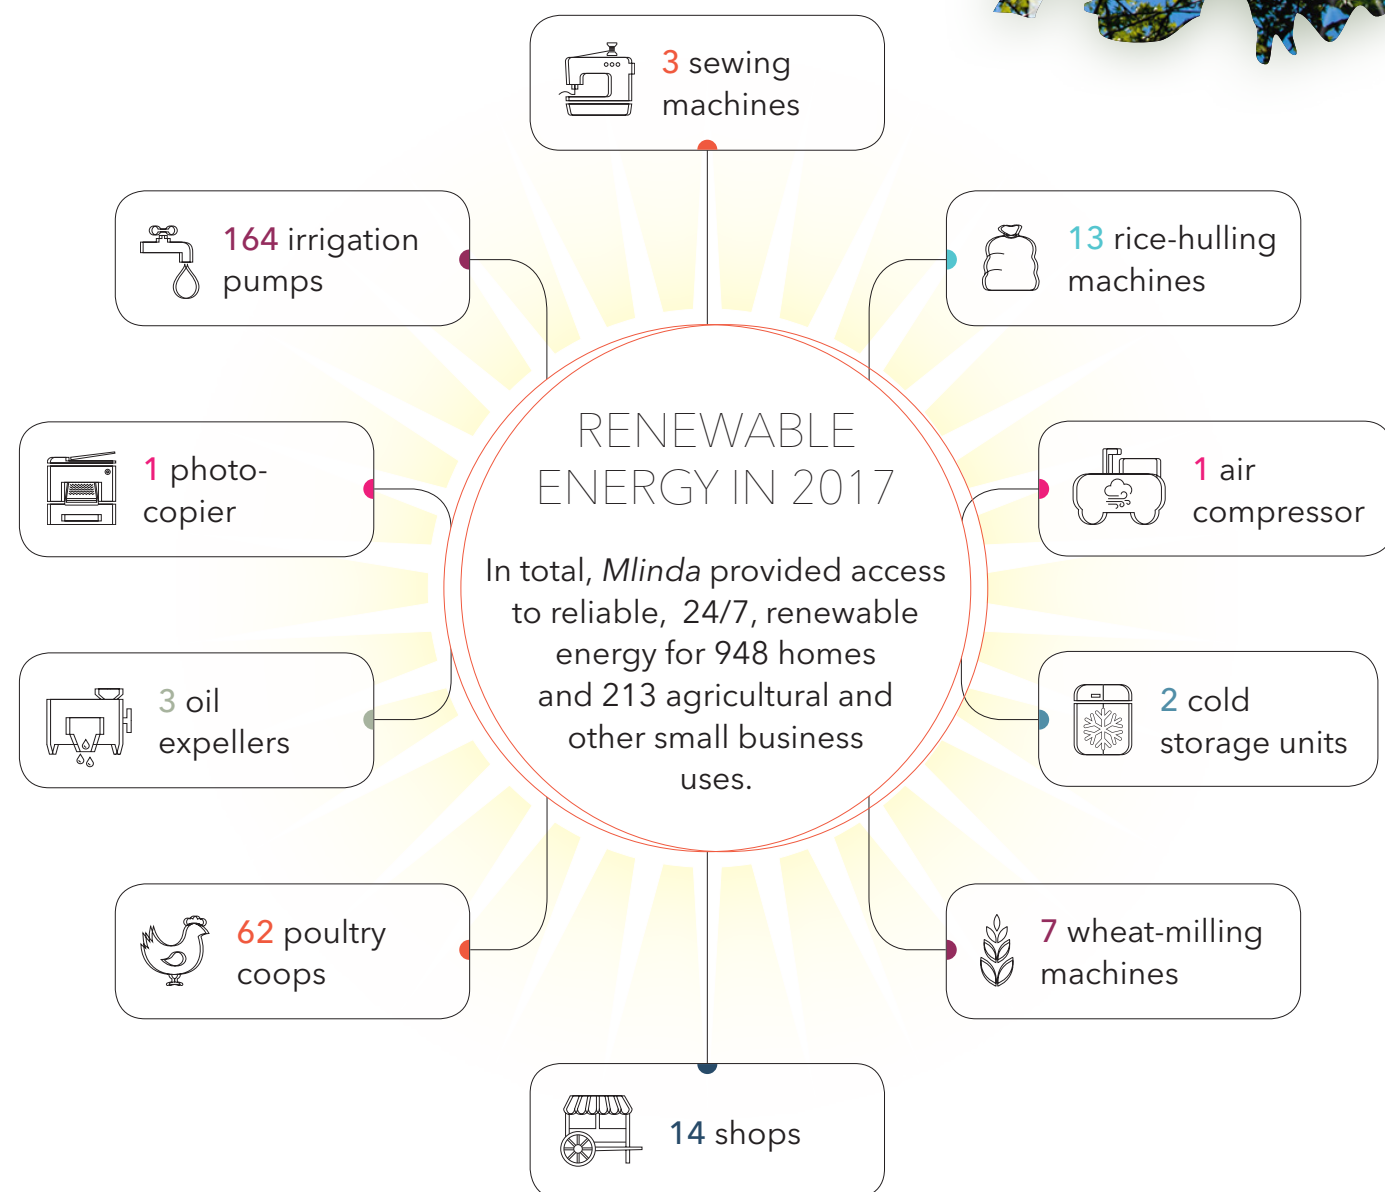 3 sewing
machines
164 irrigation
pumps
13 rice-hulling
machines
1 photo-
copier
RENEWABLE
ENERGY IN 2017
In total, Mlinda provided access
to reliable, 24/7, renewable
energy for 948 homes
and 213 agricultural and
other small business
uses.
1 air
compressor
3 oil
expellers
2 cold
storage units
62 poultry
coops
7 wheat-milling
machines
14 shops